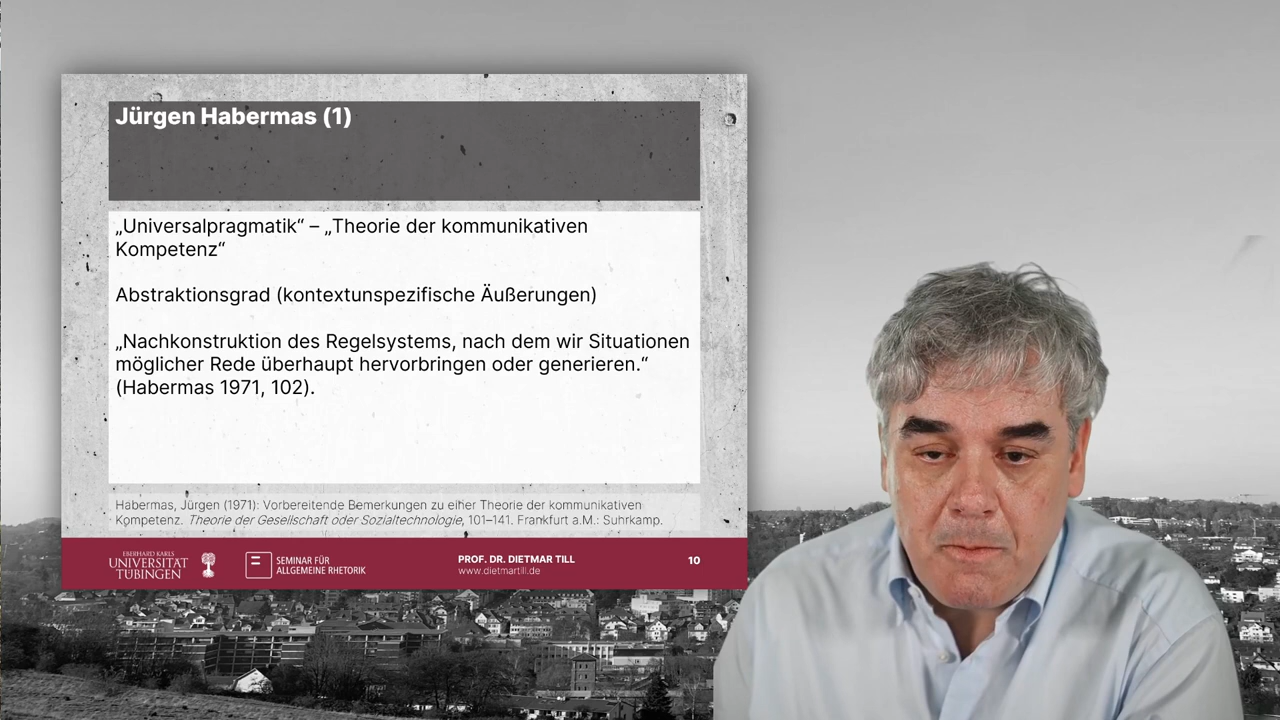 Jürgen Habermas (1)
„Universalpragmatik“ – „Theorie der kommunikativen
Kompetenz“
Abstraktionsgrad (kontextunspezifische Äußerungen)
„Nachkonstruktion des Regelsystems, nach dem wir Situationen
möglicher Rede überhaupt hervorbringen oder generieren.“
(Habermas 1971, 102).
Habermas, Jürgen (1971): Vorbereitende Bemerkungen zu einer Theorie der kommunikativen
Kompetenz. Theorie der Gesellschaft oder Sozialtechnologie, 101–141. Frankfurt a.M.: Suhrkamp.
EBERHARD KARLS
UNIVERSITÄT
TÜBINGEN
SEMINAR FÜR
ALLGEMEINE RHETORIK
PROF. DR. DIETMAR TILL
www.dietmartill.de
10